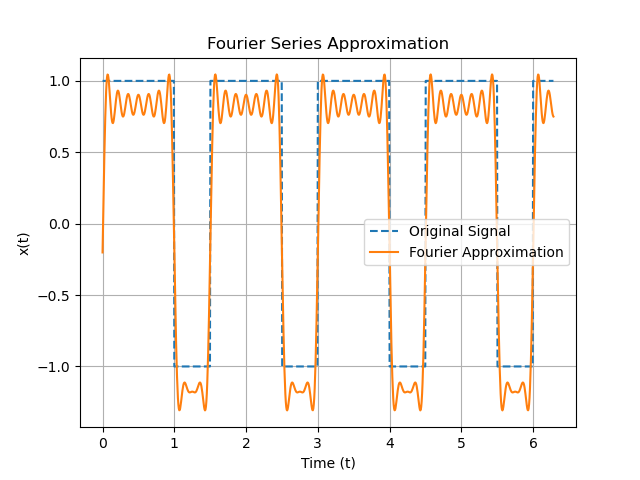 Fourier Series Approximation
x(t)
1.0
0.5
0.0
−0.5
−1.0
Original Signal
Fourier Approximation
0 1 2 3 4 5 6
Time (t)